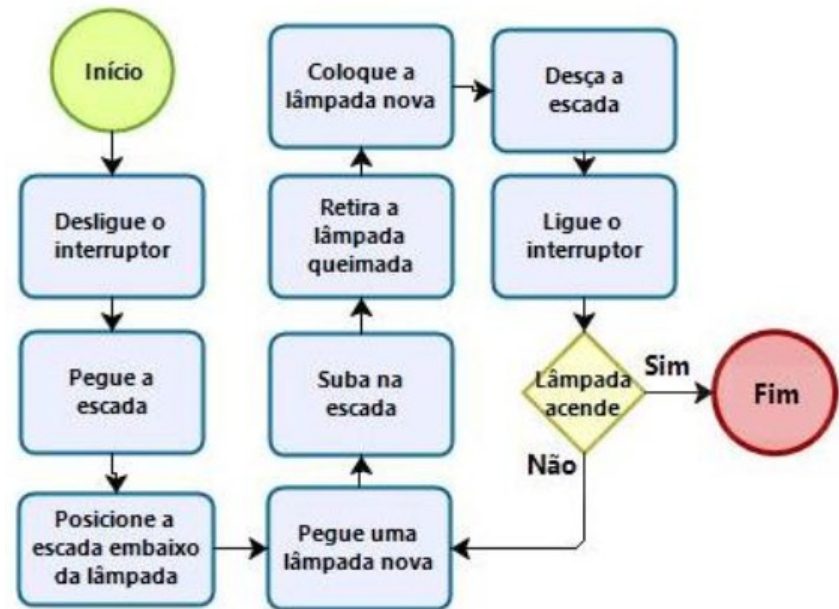 Início
Desligue o
interruptor
Pegue a
escada
Posicione a
escada embaixo
da lâmpada
Pegue uma
lâmpada nova
Suba na
escada
Retira a
lâmpada
queimada
Coloque a
lâmpada nova
Desça a
escada
Ligue o
interruptor
Lâmpada
acende
Sim
Fim
Não